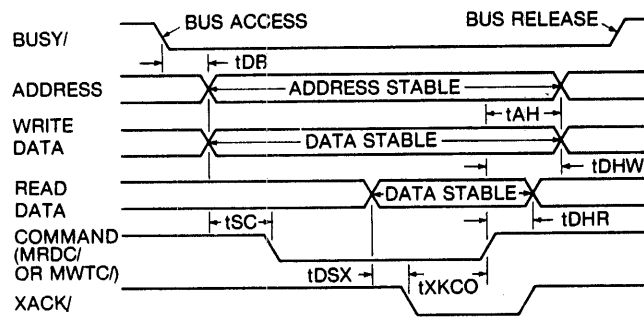 BUS ACCESS
BUS RELEASE
BUSY/
tDB
ADDRESS
ADDRESS STABLE
tAH
WRITE
DATA
DATA STABLE
tDHW
READ
DATA
DATA STABLE
tSC
tDHR
COMMAND
(MRDC/
OR MWTC/)
tDSX
tXKCO
XACK/